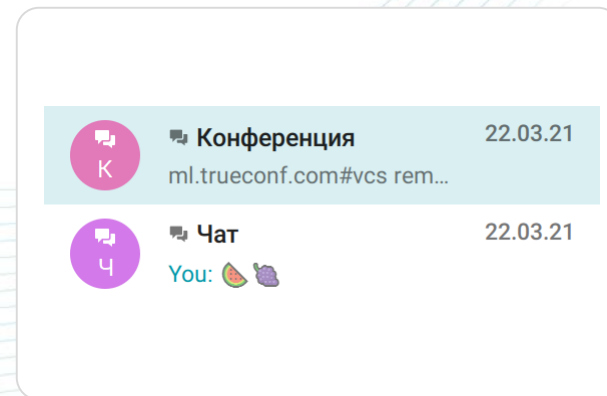 К
Конференция
22.03.21
ml.trueconf.com#vcs rem...
Ч
Чат
22.03.21
You: 🍉🍇